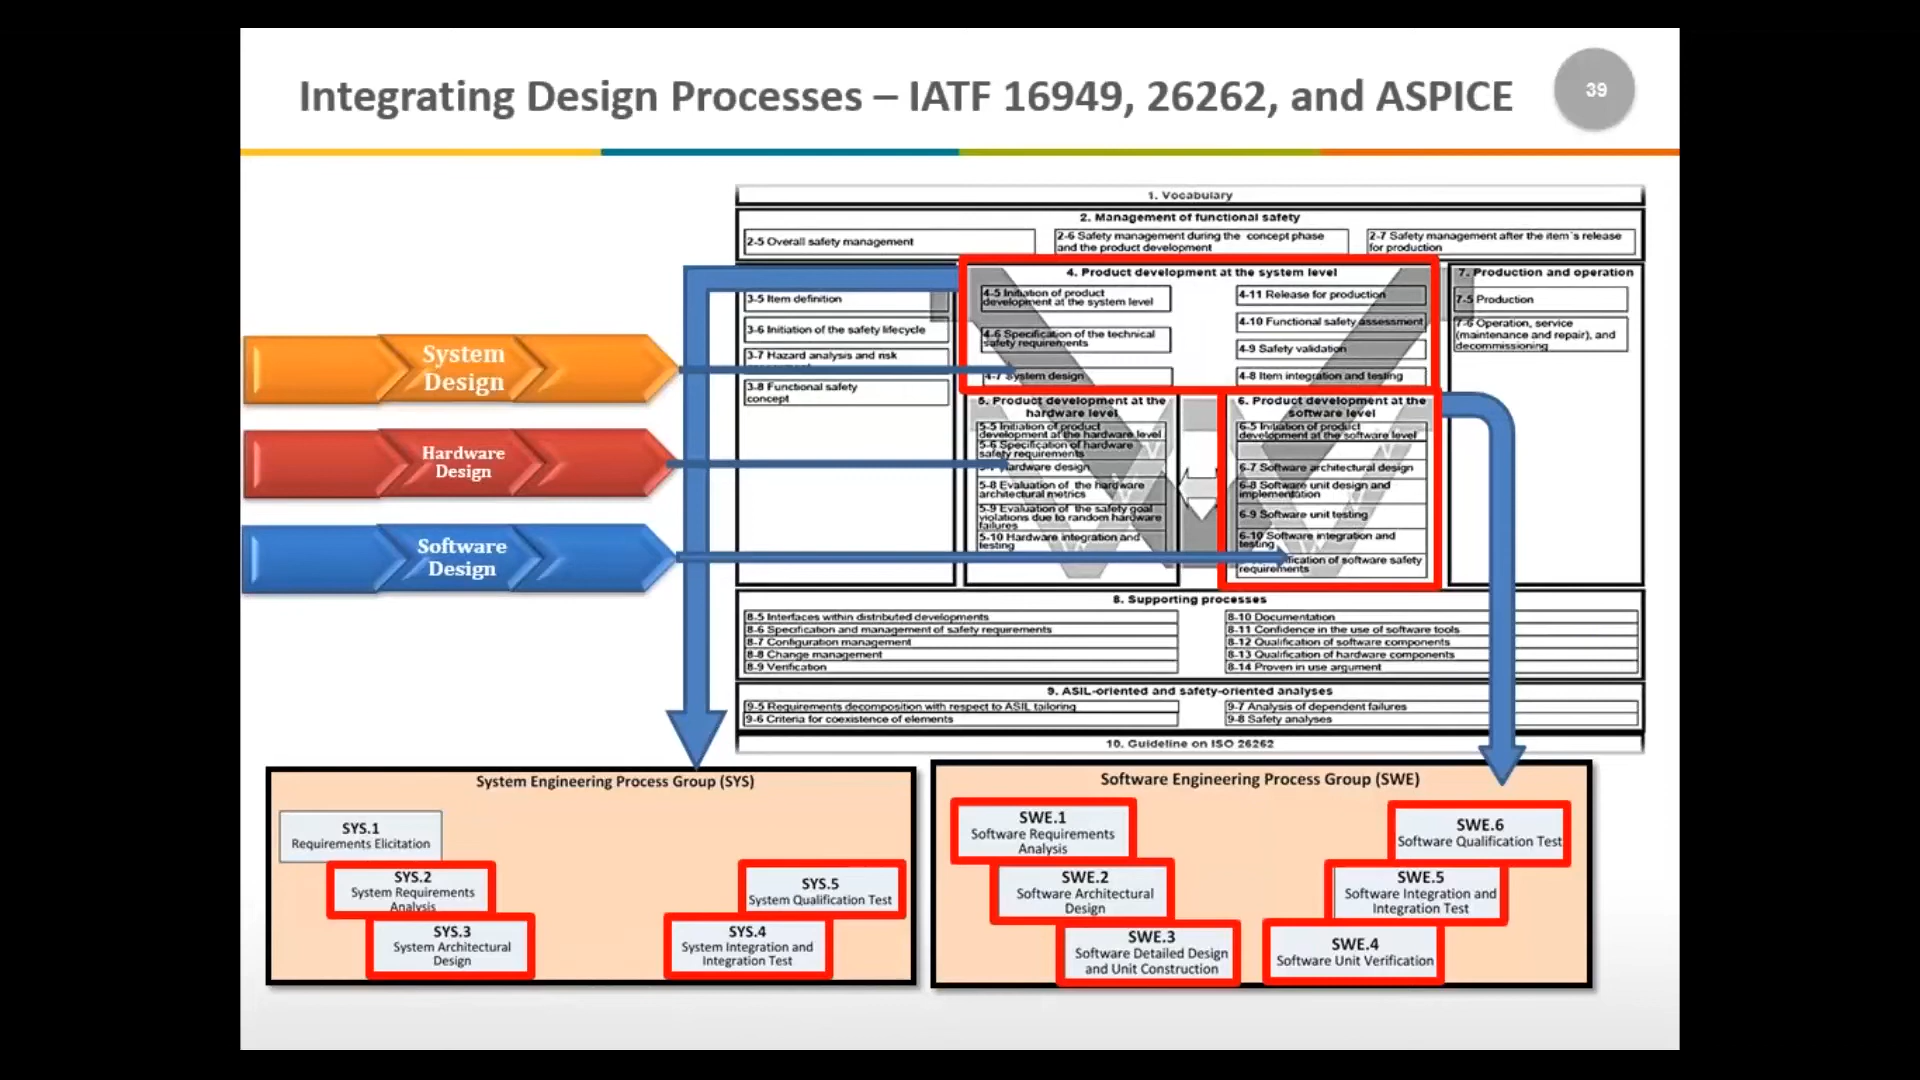 Integrating Design Processes – IATF 16949, 26262, and ASPICE
39
1. Vocabulary
2. Management of functional safety
2-5 Overall safety management
2-6 Safety management during the concept phase
and the product development
2-7 Safety management after the item`s release
for production
3-5 Item definition
3-6 Initiation of the safety lifecycle
3-7 Hazard analysis and risk
3-8 Functional safety
concept
4. Product development at the system level
4-5 Initiation of product
development at the system level
4-6 Specification of the technical
safety requirements
4-7 System design
4-11 Release for production
4-10 Functional safety assessment
4-9 Safety validation
4-8 Item integration and testing
7. Production and operation
7-5 Production
7-6 Operation, service
(maintenance and repair), and
decommissioning
System
Design
Hardware
Design
Software
Design
5. Product development at the
hardware level
5-5 Initiation of product
development at the hardware level
5-6 Specification of hardware
safety requirements
hardware design
5-8 Evaluation of the hardware
architectural metrics
5-9 Evaluation of the safety goal
violations due to random hardware
failures
5-10 Hardware integration and
testing
6. Product development at the
software level
6-5 Initiation of product
development at the software level
6-7 Software architectural design
6-8 Software unit design and
implementation
6-9 Software unit testing
6-10 Software integration and
testing
of software safety
requirements
8. Supporting processes
8-5 Interfaces within distributed developments
8-6 Specification and management of safety requirements
8-7 Configuration management
8-8 Change management
8-9 Verification
8-10 Documentation
8-11 Confidence in the use of software tools
8-12 Qualification of software components
8-13 Qualification of hardware components
8-14 Proven in use argument
9. ASIL-oriented and safety-oriented analyses
9-5 Requirements decomposition with respect to ASIL tailoring
9-6 Criteria for coexistence of elements
9-7 Analysis of dependent failures
9-8 Safety analyses
10. Guideline on ISO 26262
System Engineering Process Group (SYS)
SYS.1
Requirements Elicitation
SYS.2
System Requirements
Analysis
SYS.3
System Architectural
Design
SYS.5
System Qualification Test
SYS.4
System Integration and
Integration Test
Software Engineering Process Group (SWE)
SWE.1
Software Requirements
Analysis
SWE.2
Software Architectural
Design
SWE.3
Software Detailed Design
and Unit Construction
SWE.6
Software Qualification Test
SWE.5
Software Integration and
Integration Test
SWE.4
Software Unit Verification